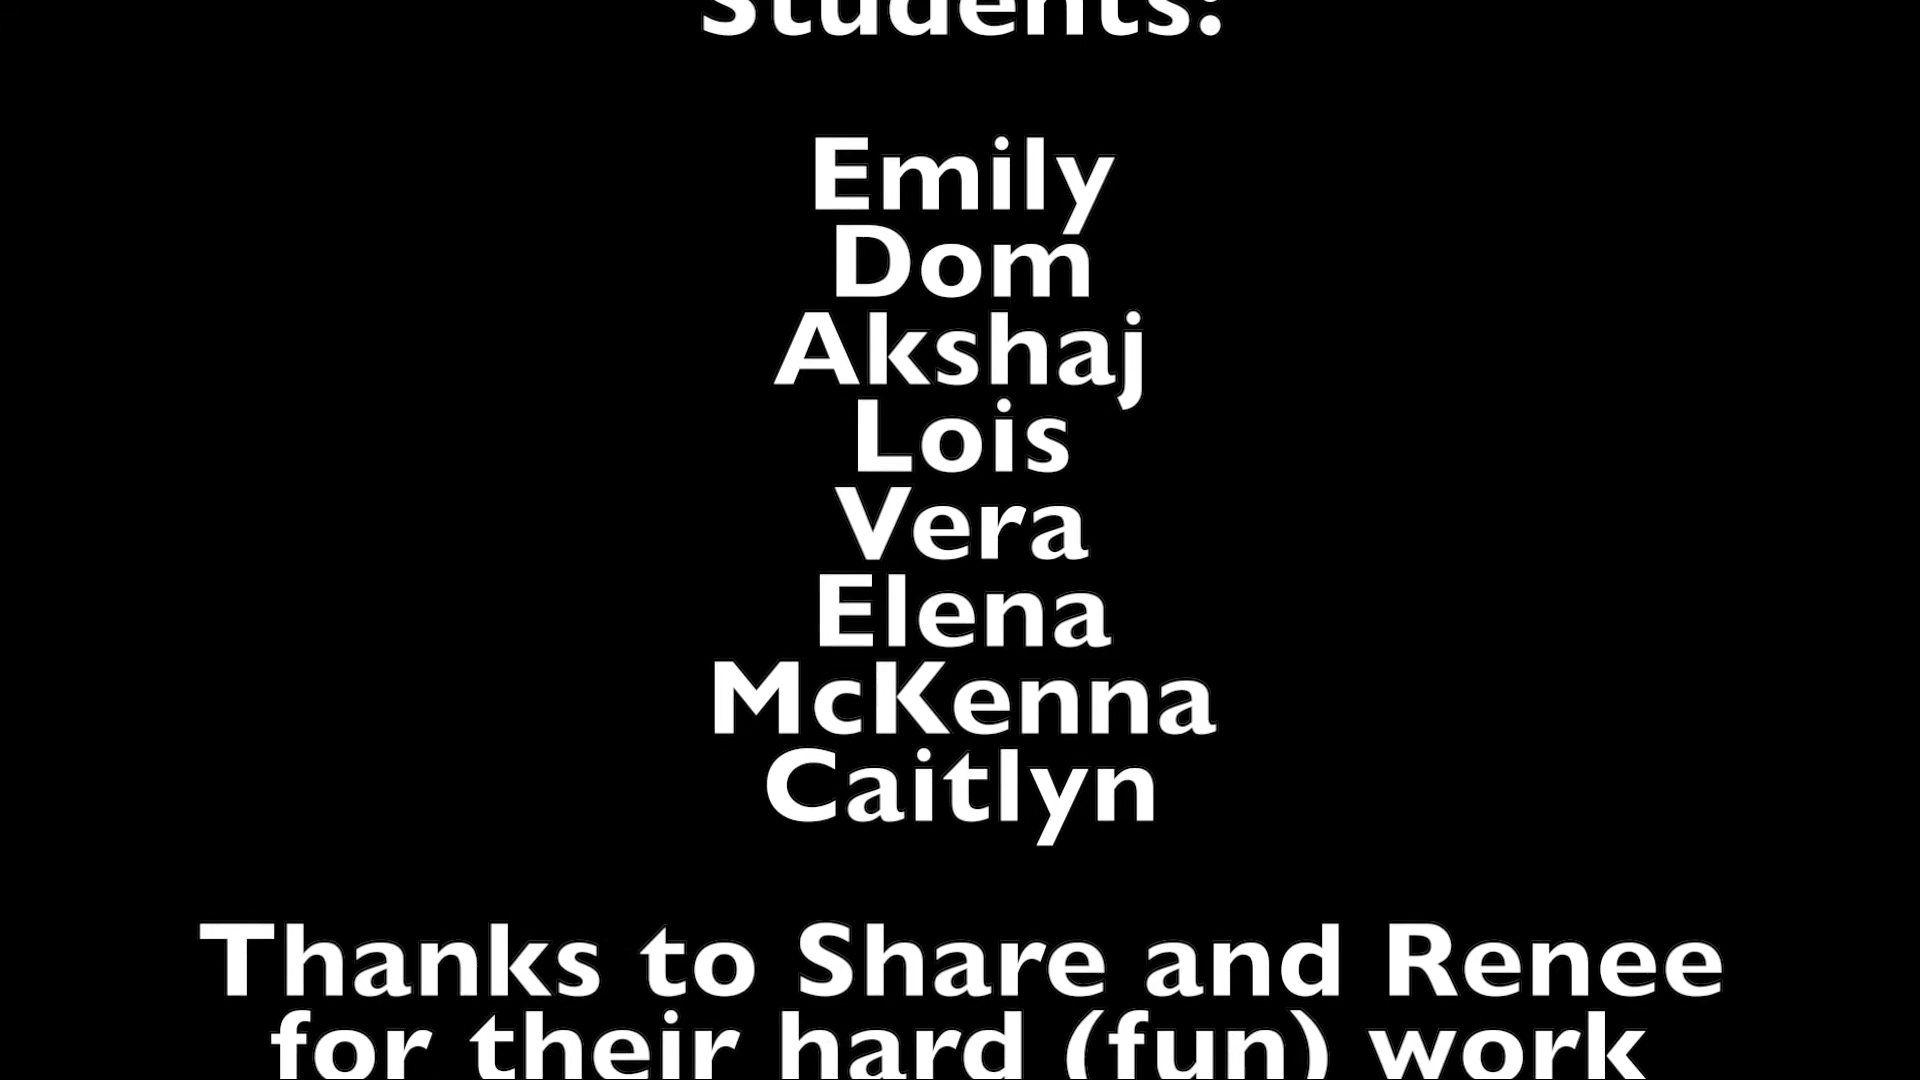 Students:
Emily
Dom
Akshaj
Lois
Vera
Elena
McKenna
Caitlyn
Thanks to Share and Renee
for their hard (fun) work